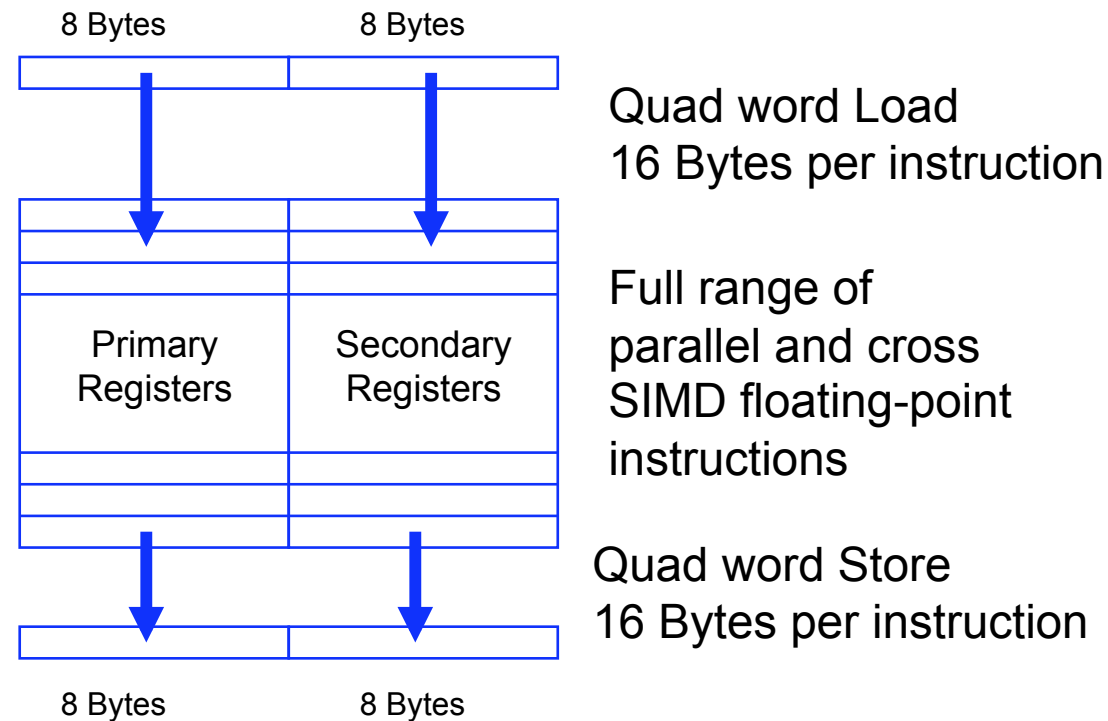 8 Bytes
8 Bytes
Quad word Load
16 Bytes per instruction
Primary
Registers
Secondary
Registers
Full range of
parallel and cross
SIMD floating-point
instructions
Quad word Store
16 Bytes per instruction
8 Bytes
8 Bytes